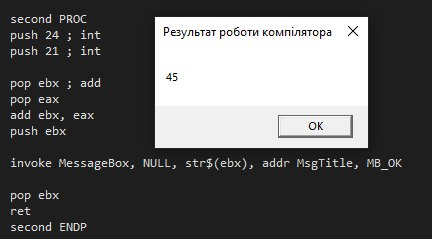 second PROC
push 24 ; int
push 21 ; int
pop ebx ; add
pop eax
add ebx, eax
push ebx
invoke MessageBox, NULL, str$(ebx), addr MsgTitle, MB_OK
pop ebx
ret
second ENDP
Результат роботи компілятора
45
OK